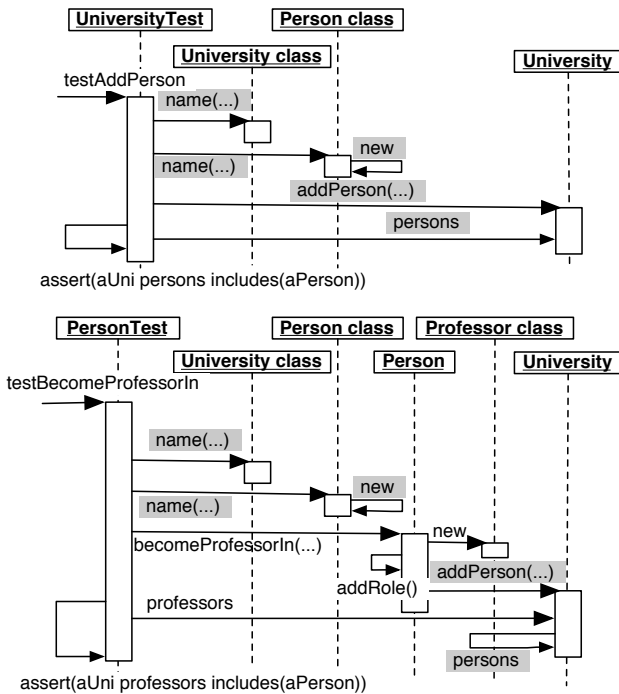 UniversityTest
Person class
University class
University
testAddPerson
name(...)
new
name(...)
addPerson(...)
persons
assert(aUni persons includes(aPerson))
PersonTest
Person class
Professor class
University class
Person
University
testBecomeProfessorIn
name(...)
new
name(...)
new
becomeProfessorIn(...)
addPerson(...)
addRole()
professors
persons
assert(aUni professors includes(aPerson))